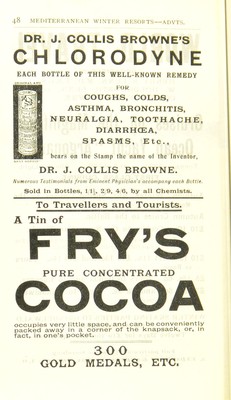 48 MEDITERRANEAN WINTER RESORTS—ADVTS.
DR. J. COLLIS BROWNE'S
CHLORODYNE
EACH BOTTLE OF THIS WELL-KNOWN REMEDY
FOR
COUGHS, COLDS,
ASTHMA, BRONCHITIS,
NEURALGIA, TOOTHACHE,
DIARRHŒA,
SPASMS, Etc.,
bears on the Stamp the name of the Inventor,
DR. J. COLLIS BROWNE.
Numerous Testimonials from Eminent Physicians accompany each Bottle.
Sold in Bottles, 1/1½, 2/9, 4/6, by all Chemists.
To Travellers and Tourists.
A Tin of
FRY'S
PURE CONCENTRATED
COCOA
occupies very little space, and can be conveniently
packed away in a corner of the knapsack, or, in
fact, in one's pocket.
300
GOLD MEDALS, ETC.